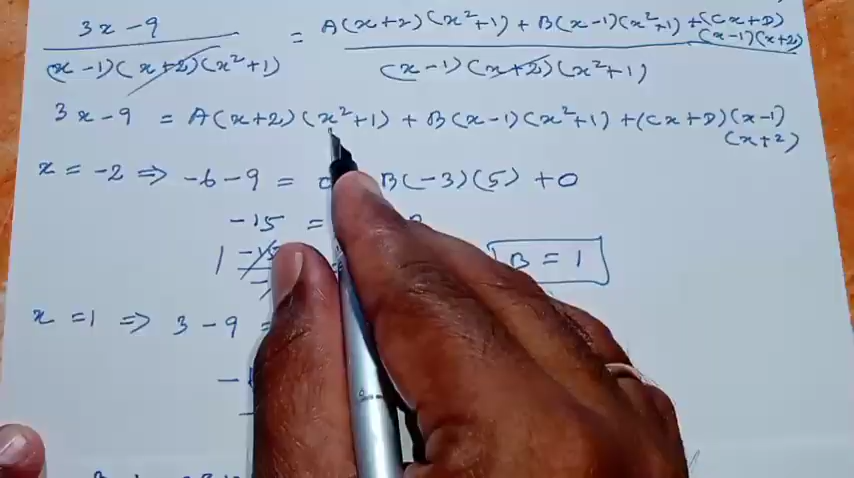 3x-9 / (x-1)(x+2)(x²+1) = A(x+2)(x²+1) + B(x-1)(x²+1) + (Cx+D)(x-1)(x+2) / (x-1)(x+2)(x²+1)
3x-9 = A(x+2)(x²+1) + B(x-1)(x²+1) + (Cx+D)(x-1)(x+2)
x = -2 ⇒ -6-9 = B(-3)(5) + 0
-15 =
1 -15 B = 1
x = 1 ⇒ 3-9 =